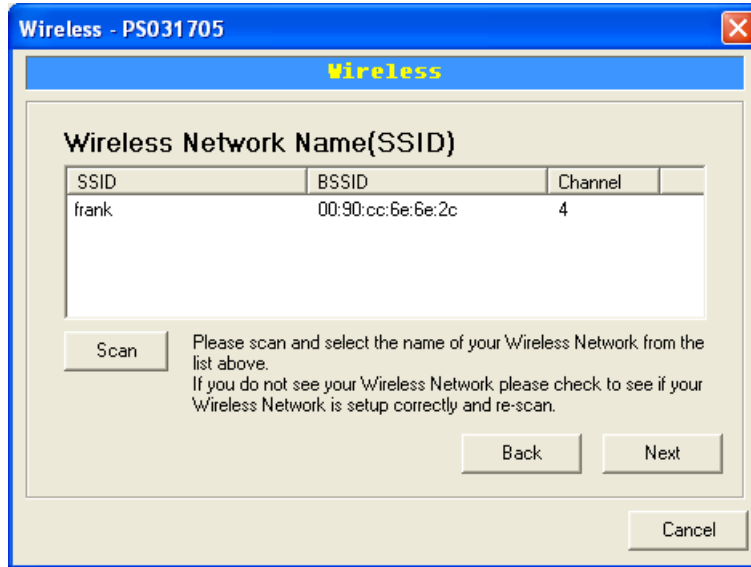 Wireless - PS031705
Wireless
Wireless Network Name(SSID)
SSID BSSID Channel
frank 00:90:cc:6e:6e:2c 4
Scan
Please scan and select the name of your Wireless Network from the
list above.
If you do not see your Wireless Network please check to see if your
Wireless Network is setup correctly and re-scan.
Back Next
Cancel